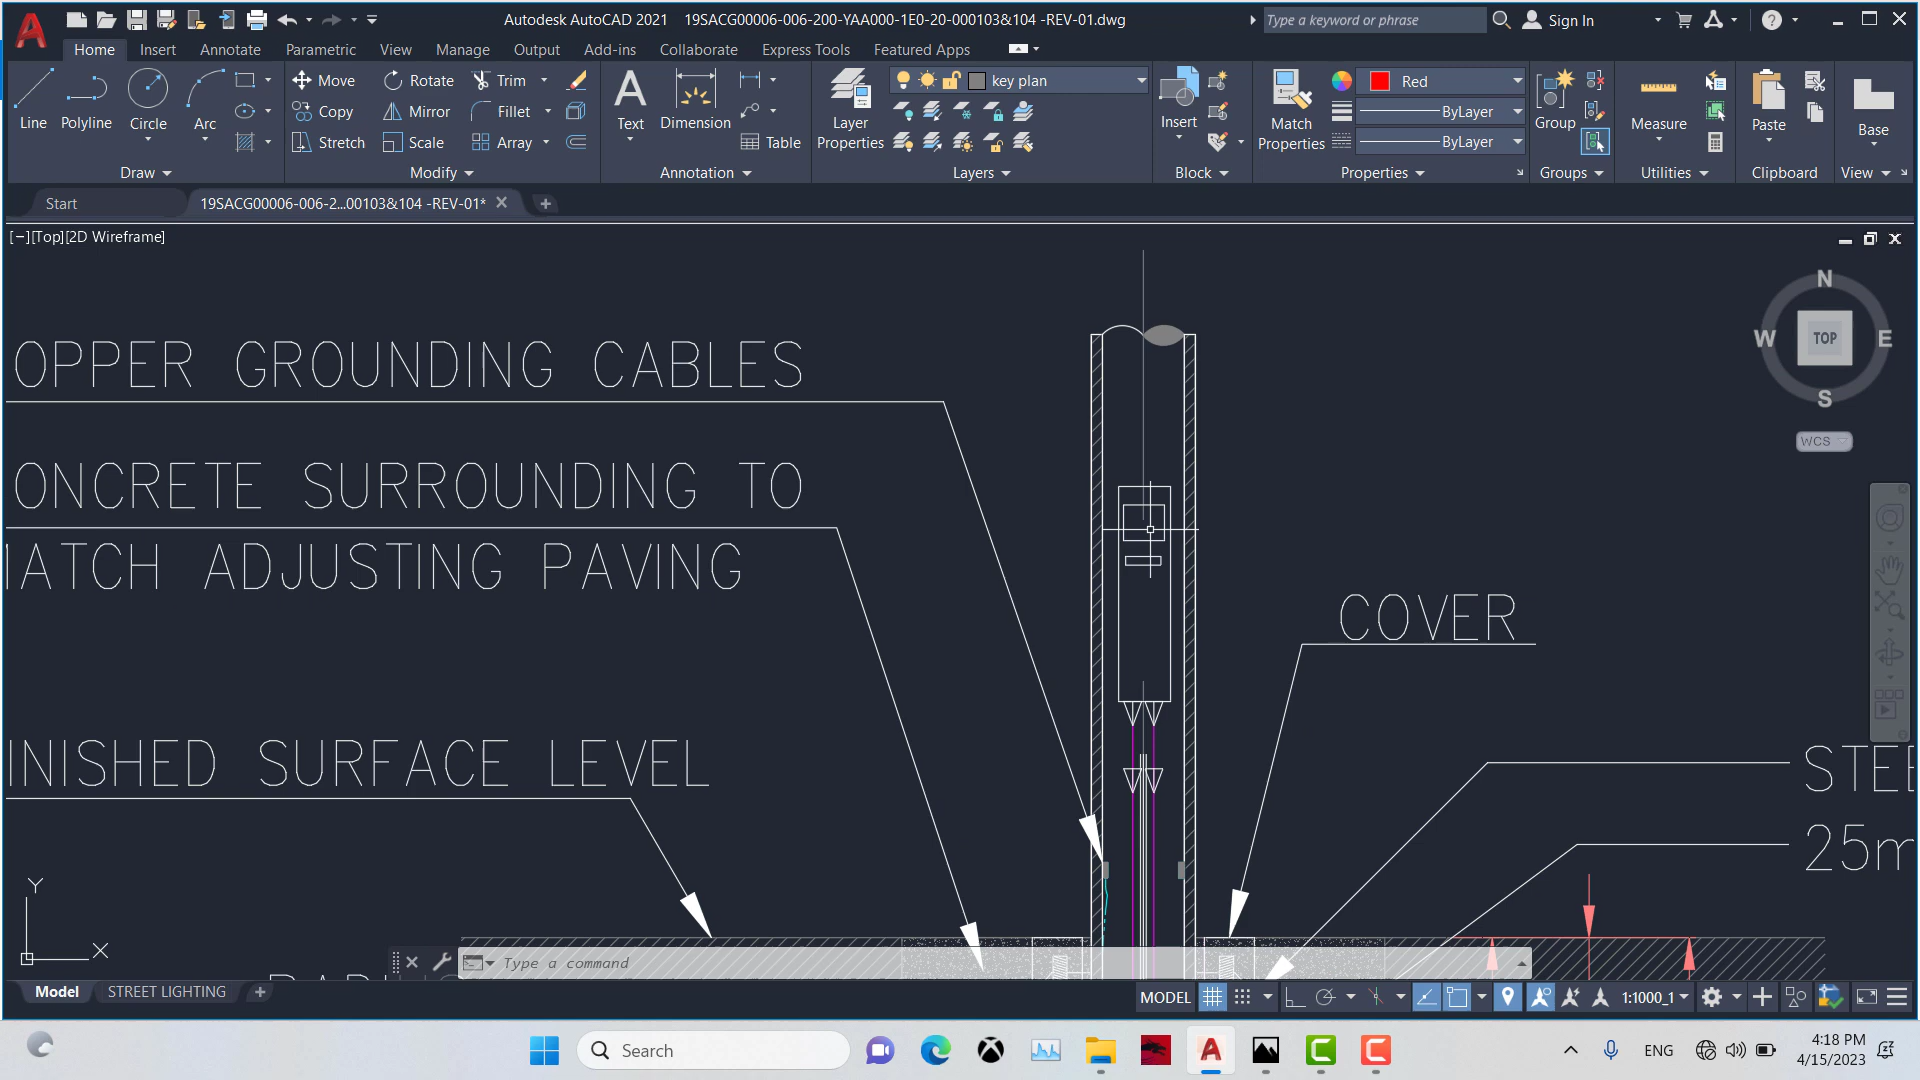 Autodesk AutoCAD 2021 19SACG00006-006-200-YAA000-1E0-20-000103&104 -REV-01.dwg
Type a keyword or phrase
Sign In
Home Insert Annotate Parametric View Manage Output Add-ins Collaborate Express Tools Featured Apps
Line Polyline Circle Arc
Move Rotate Trim
Copy Mirror Fillet
Stretch Scale Array
Text Dimension Table
Layer Properties
key plan
Insert
Match Properties
Red
ByLayer
ByLayer
Group
Measure
Paste
Base
Draw Modify Annotation Layers Block Properties Groups Utilities Clipboard View
Start 19SACG00006-006-2...00103&104 -REV-01*
[−][Top][2D Wireframe]
N
W TOP E
S
WCS
OPPER GROUNDING CABLES
ONCRETE SURROUNDING TO
ATCH ADJUSTING PAVING
COVER
INISHED SURFACE LEVEL
STE
25m
Y
X
Type a command
Model STREET LIGHTING
MODEL 1:1000_1
Search
ENG
4:18 PM
4/15/2023